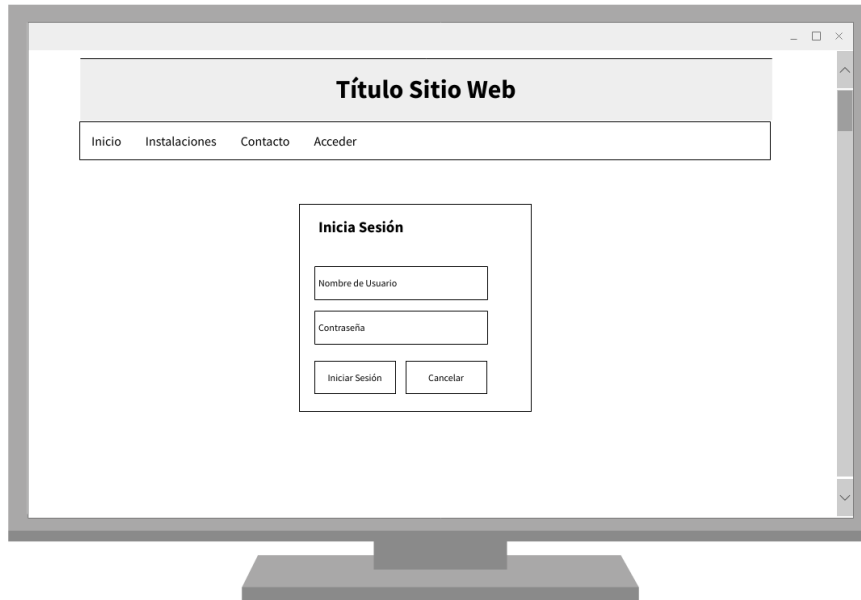 Título Sitio Web
Inicio Instalaciones Contacto Acceder
Inicia Sesión
Nombre de Usuario
Contraseña
Iniciar Sesión Cancelar